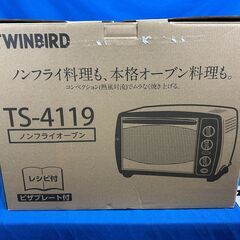 TWINBIRD
ノンフライ料理も、本格オーブン料理も。
コンベクション(熱風対流)でムラなく焼き上げる。
TS-4119
ノンフライオーブン
レシピ付
ピザプレート付